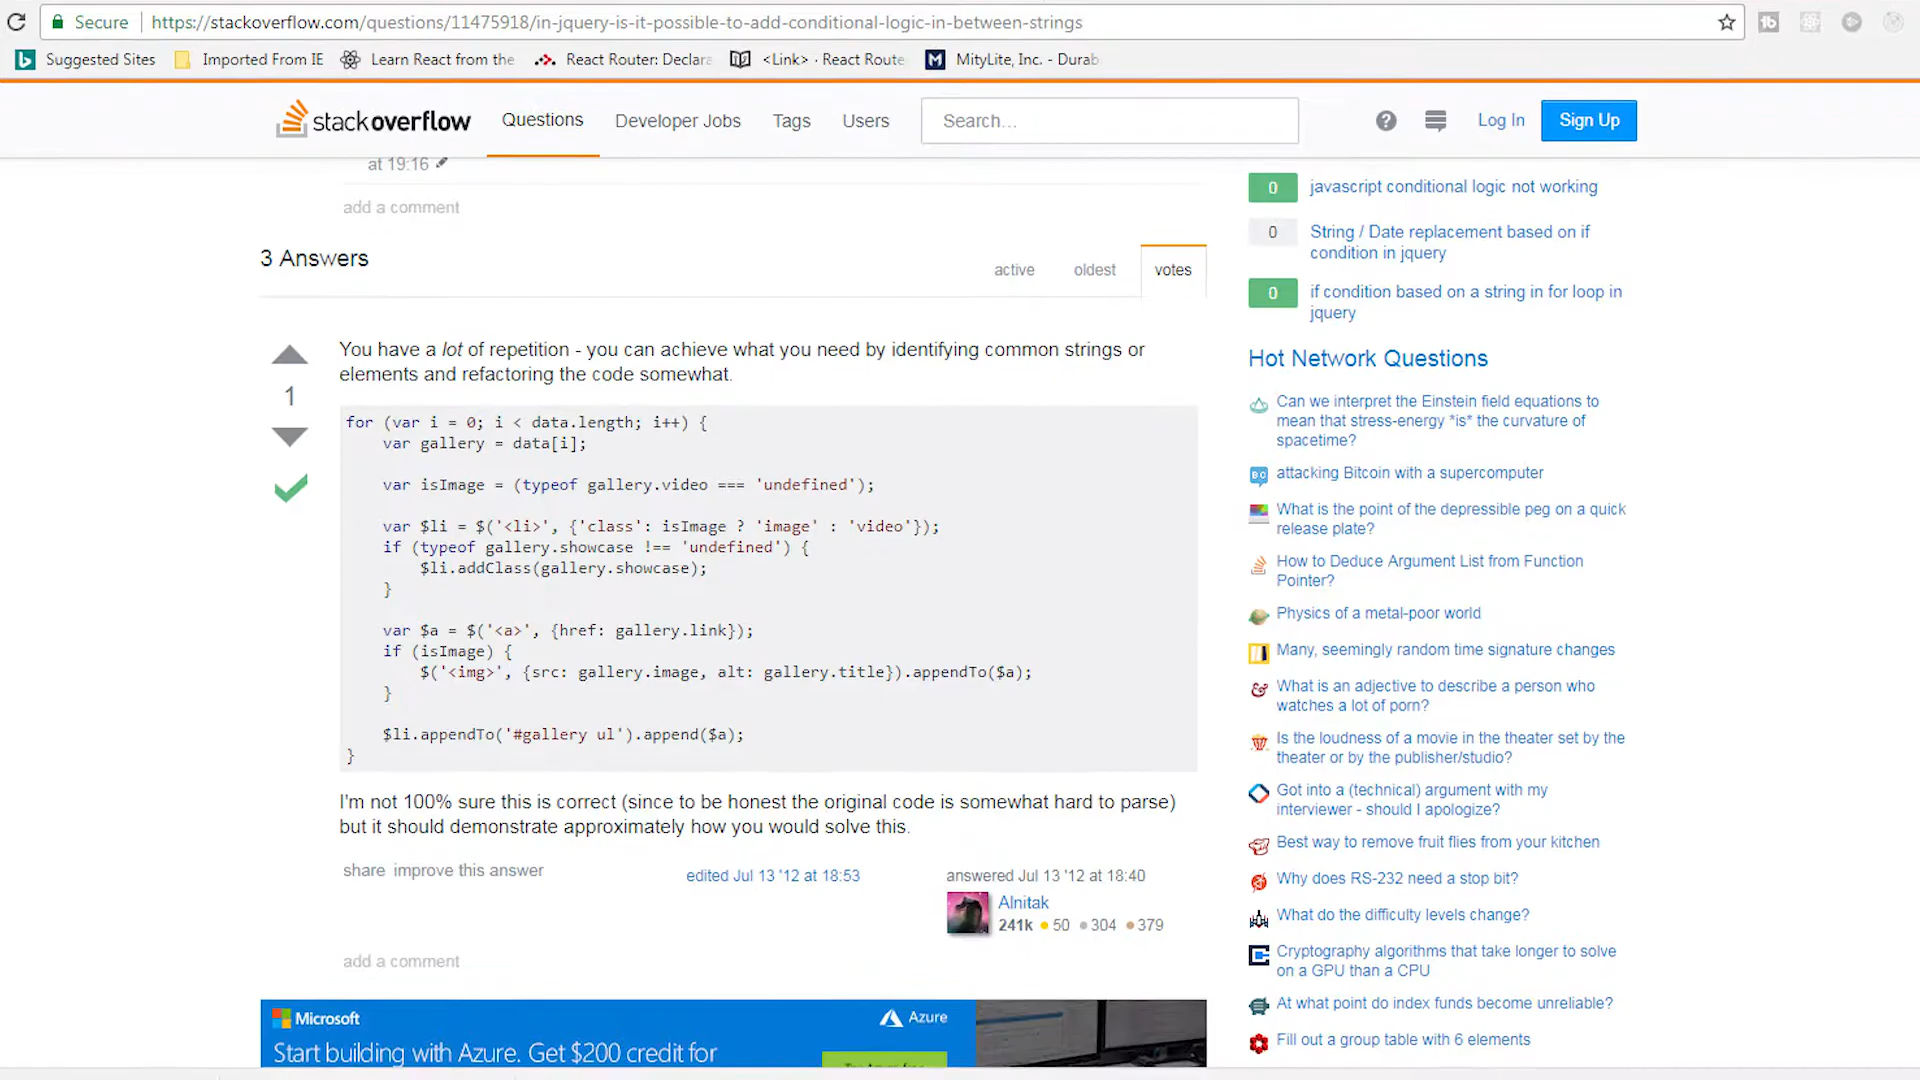 Secure
https://stackoverflow.com/questions/11475918/in-jquery-is-it-possible-to-add-conditional-logic-in-between-strings
Suggested Sites
Imported From IE
Learn React from the
React Router: Declara
<Link> · React Route
MityLite, Inc. - Durab
stackoverflow
Questions
Developer Jobs
Tags
Users
Search...
Log In
Sign Up
at 19:16
add a comment
3 Answers
active
oldest
votes
1
You have a lot of repetition - you can achieve what you need by identifying common strings or
elements and refactoring the code somewhat.
for (var i = 0; i < data.length; i++) {
    var gallery = data[i];
    var isImage = (typeof gallery.video === 'undefined');
    var $li = $('<li>', {'class': isImage ? 'image' : 'video'});
    if (typeof gallery.showcase !== 'undefined') {
        $li.addClass(gallery.showcase);
    }
    var $a = $('<a>', {href: gallery.link});
    if (isImage) {
        $('<img>', {src: gallery.image, alt: gallery.title}).appendTo($a);
    }
    $li.appendTo('#gallery ul').append($a);
}
I'm not 100% sure this is correct (since to be honest the original code is somewhat hard to parse)
but it should demonstrate approximately how you would solve this.
share improve this answer
edited Jul 13 '12 at 18:53
answered Jul 13 '12 at 18:40
Alnitak
241k 50 304 379
add a comment
Microsoft
Azure
Start building with Azure. Get $200 credit for
0 javascript conditional logic not working
0 String / Date replacement based on if
condition in jquery
0 if condition based on a string in for loop in
jquery
Hot Network Questions
Can we interpret the Einstein field equations to
mean that stress-energy *is* the curvature of
spacetime?
attacking Bitcoin with a supercomputer
What is the point of the depressible peg on a quick
release plate?
How to Deduce Argument List from Function
Pointer?
Physics of a metal-poor world
Many, seemingly random time signature changes
What is an adjective to describe a person who
watches a lot of porn?
Is the loudness of a movie in the theater set by the
theater or by the publisher/studio?
Got into a (technical) argument with my
interviewer - should I apologize?
Best way to remove fruit flies from your kitchen
Why does RS-232 need a stop bit?
What do the difficulty levels change?
Cryptography algorithms that take longer to solve
on a GPU than a CPU
At what point do index funds become unreliable?
Fill out a group table with 6 elements